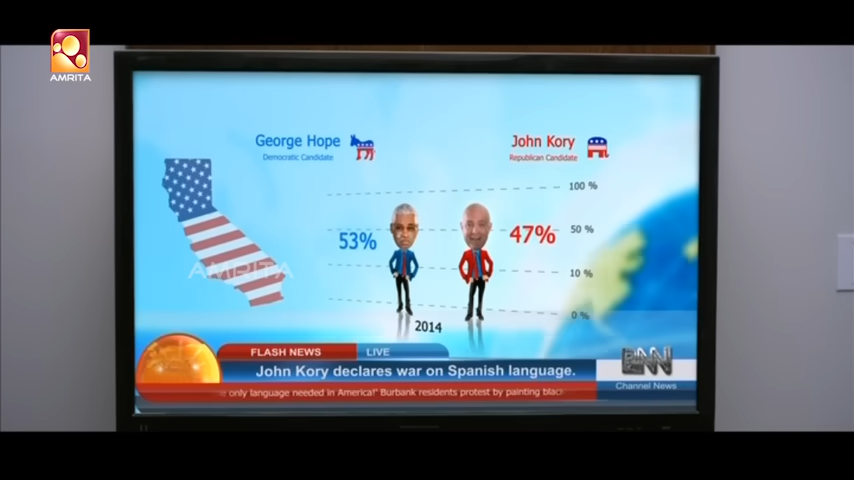 AMRITA
George Hope
Democratic Candidate
John Kory
Republican Candidate
100 %
53%
47%
50 %
AMRITA
10 %
0 %
2014
FLASH NEWS
LIVE
John Kory declares war on Spanish language.
Channel News
only language needed in America!' Burbank residents protest by painting black